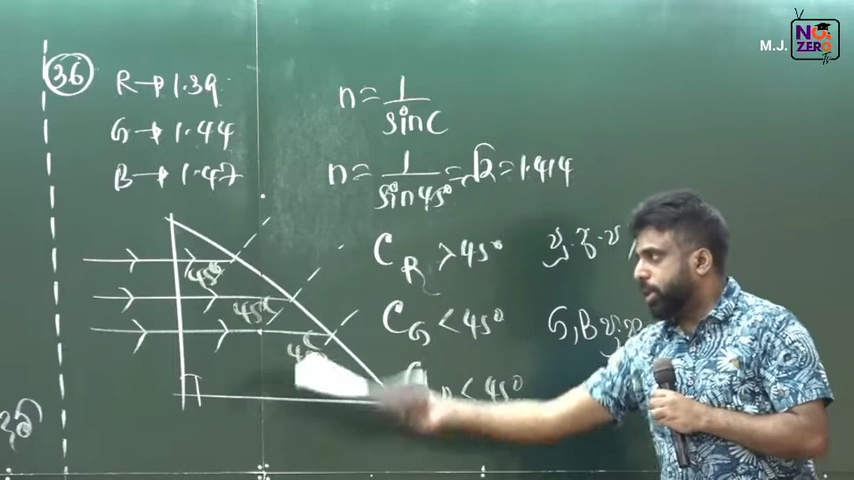 M.J.
NO. ZERO TV
36
R → 1.39
G → 1.44
B → 1.47
n = 1/sinC
n = 1/sin45° = √2 = 1.414
C_R > 45°
C_G < 45°
< 45°
G, B
45°
45°